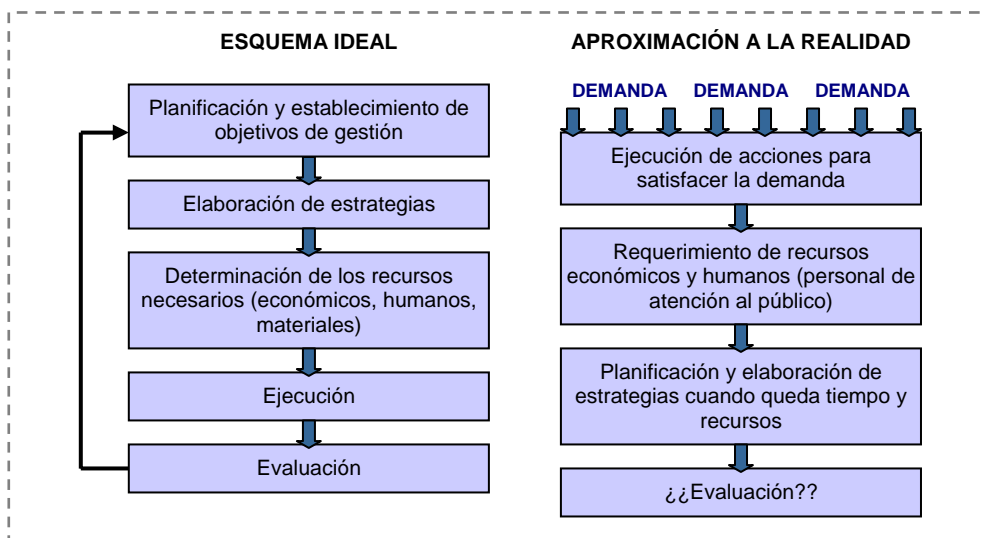 ESQUEMA IDEAL
Planificación y establecimiento de
objetivos de gestión
Elaboración de estrategias
Determinación de los recursos
necesarios (económicos, humanos,
materiales)
Ejecución
Evaluación
APROXIMACIÓN A LA REALIDAD
DEMANDA DEMANDA DEMANDA
Ejecución de acciones para
satisfacer la demanda
Requerimiento de recursos
económicos y humanos (personal de
atención al público)
Planificación y elaboración de
estrategias cuando queda tiempo y
recursos
¿¿Evaluación??